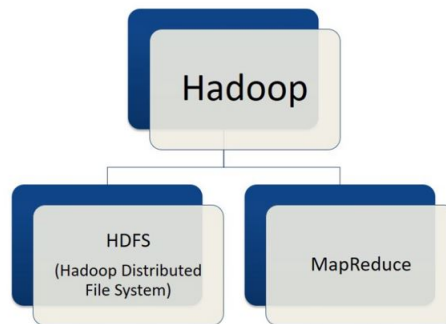 Hadoop
HDFS
(Hadoop Distributed
File System)
MapReduce